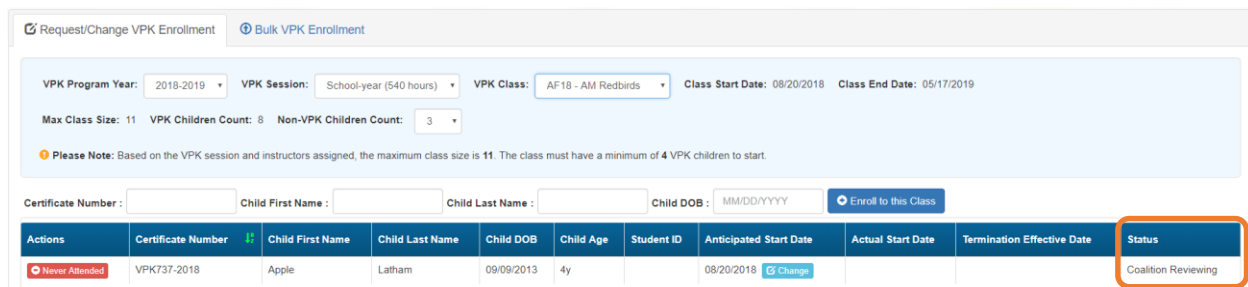 Request/Change VPK Enrollment Bulk VPK Enrollment
VPK Program Year: 2018-2019 VPK Session: School-year (540 hours) VPK Class: AF18 - AM Redbirds Class Start Date: 08/20/2018 Class End Date: 05/17/2019
Max Class Size: 11 VPK Children Count: 8 Non-VPK Children Count: 3
Please Note: Based on the VPK session and instructors assigned, the maximum class size is 11. The class must have a minimum of 4 VPK children to start.
Certificate Number : Child First Name : Child Last Name : Child DOB : MM/DD/YYYY Enroll to this Class
Actions Certificate Number Child First Name Child Last Name Child DOB Child Age Student ID Anticipated Start Date Actual Start Date Termination Effective Date Status
Never Attended VPK737-2018 Apple Latham 09/09/2013 4y 08/20/2018 Change Coalition Reviewing